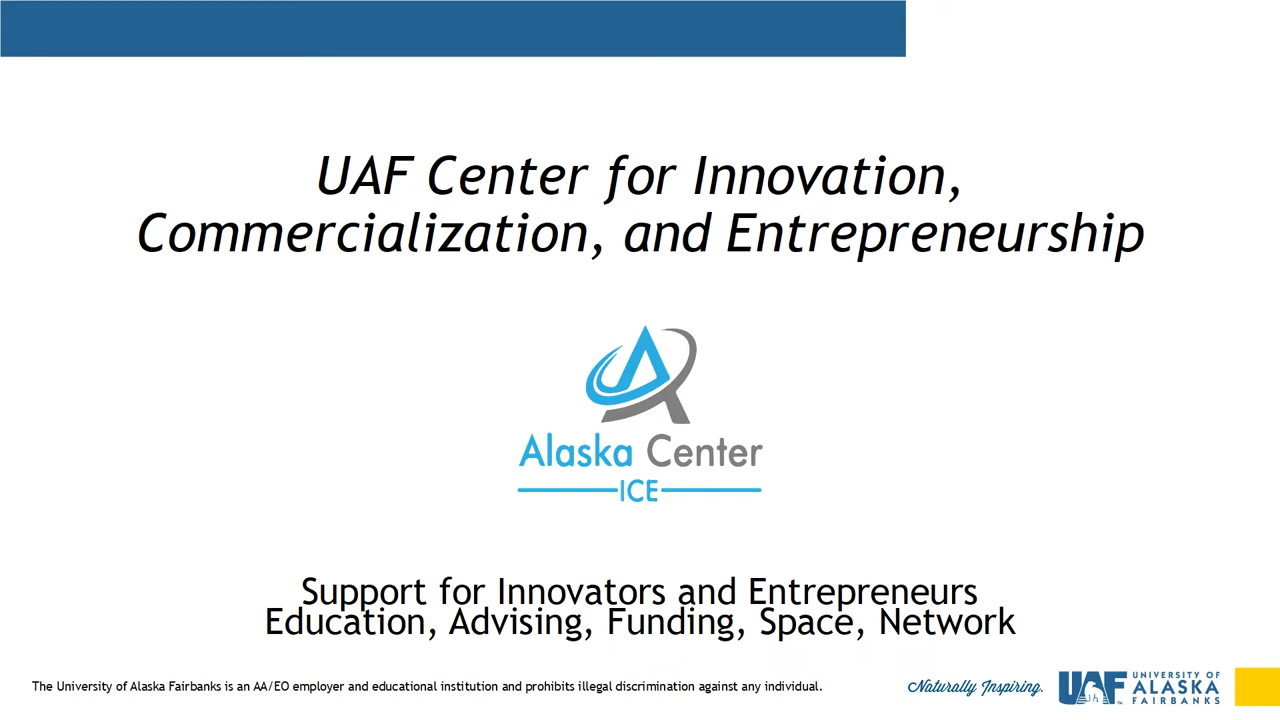 UAF Center for Innovation,
Commercialization, and Entrepreneurship
Alaska Center
ICE
Support for Innovators and Entrepreneurs
Education, Advising, Funding, Space, Network
The University of Alaska Fairbanks is an AA/EO employer and educational institution and prohibits illegal discrimination against any individual.
Naturally Inspiring.
UAF
UNIVERSITY OF
ALASKA
FAIRBANKS